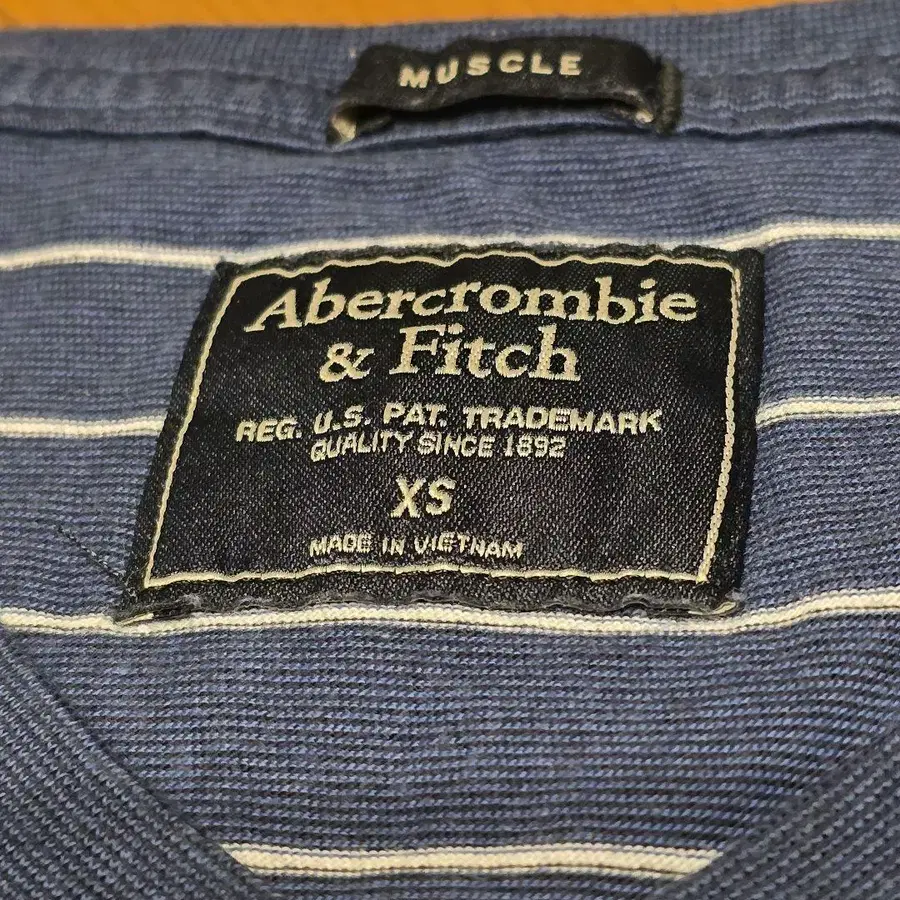 MUSCLE
Abercrombie
& Fitch
REG. U.S. PAT. TRADEMARK
QUALITY SINCE 1892
XS
MADE IN VIETNAM